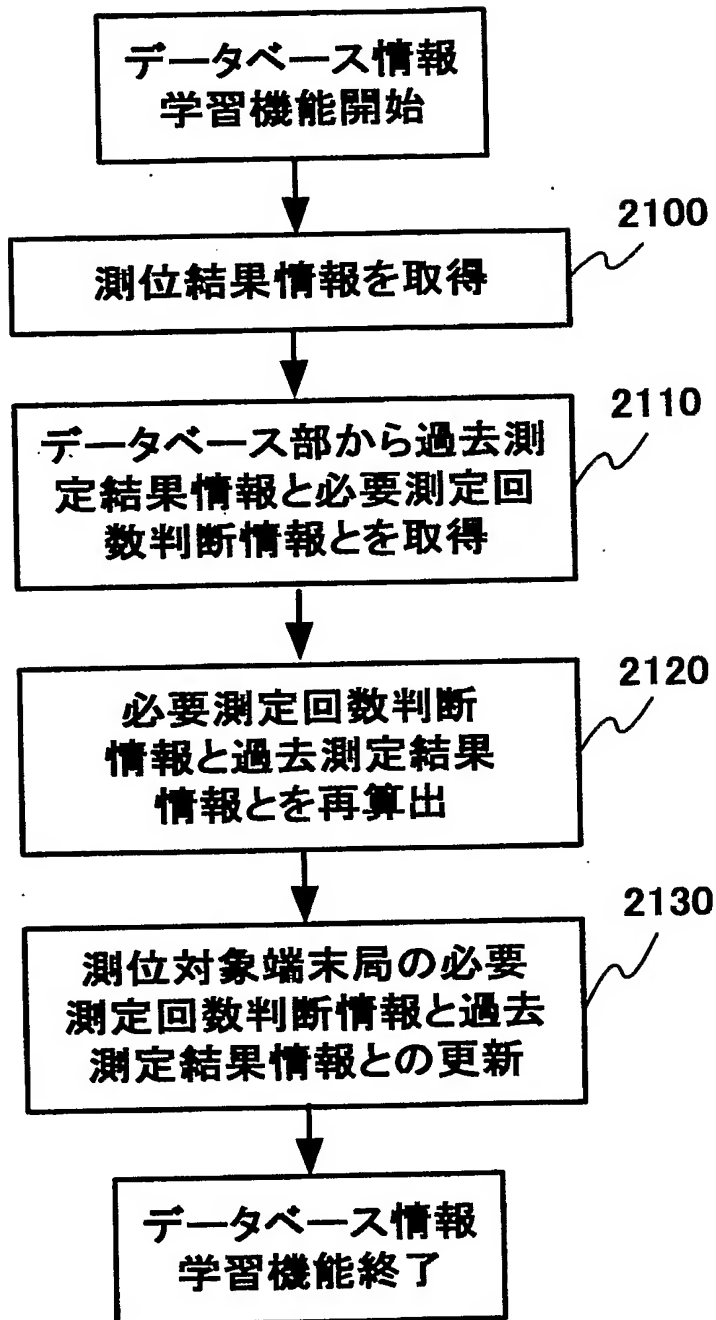 データベース情報
学習機能開始
2100
測位結果情報を取得
2110
データベース部から過去測
定結果情報と必要測定回
数判断情報とを取得
2120
必要測定回数判断
情報と過去測定結果
情報とを再算出
2130
測位対象端末局の必要
測定回数判断情報と過去
測定結果情報との更新
データベース情報
学習機能終了